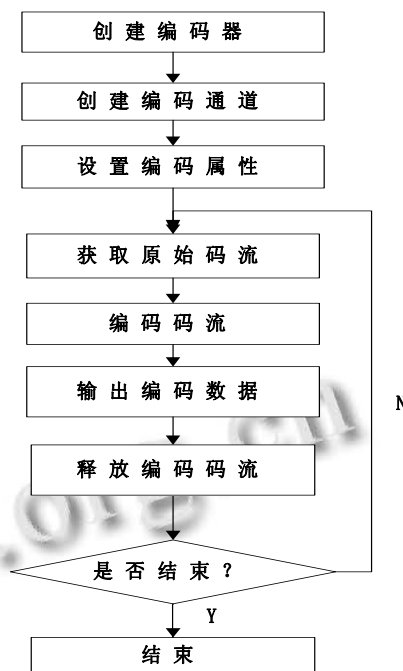 创建编码器
创建编码通道
设置编码属性
获取原始码流
编码码流
输出编码数据
释放编码码流
N
是否结束？
Y
结束
.org.cn